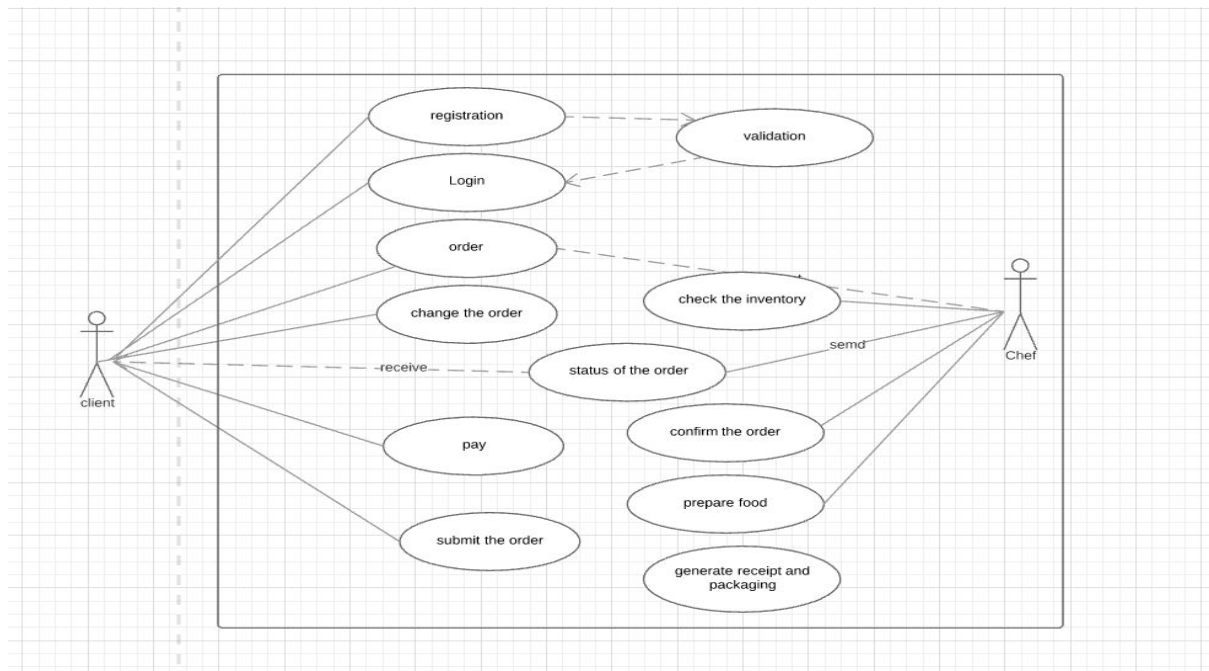 registration
validation
Login
order
check the inventory
change the order
semd
Chef
receive
status of the order
client
confirm the order
pay
prepare food
submit the order
generate receipt and
packaging